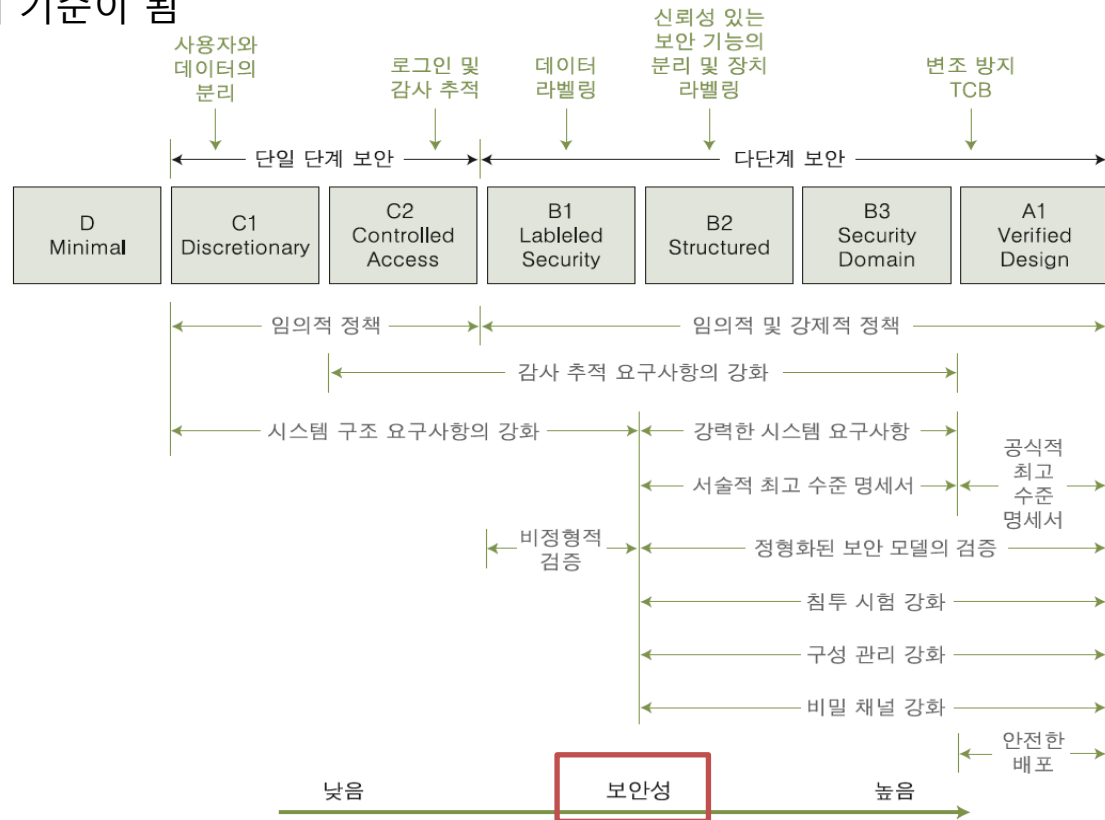 기준이 됨
사용자와
데이터의
분리
로그인 및
감사 추적
데이터
라벨링
신뢰성 있는
보안 기능의
분리 및 장치
라벨링
변조 방지
TCB
단일 단계 보안
다단계 보안
D
Minimal
C1
Discretionary
C2
Controlled
Access
B1
Lableled
Security
B2
Structured
B3
Security
Domain
A1
Verified
Design
임의적 정책
임의적 및 강제적 정책
감사 추적 요구사항의 강화
시스템 구조 요구사항의 강화
강력한 시스템 요구사항
서술적 최고 수준 명세서
공식적
최고
수준
명세서
비정형적
검증
정형화된 보안 모델의 검증
침투 시험 강화
구성 관리 강화
비밀 채널 강화
안전한
배포
낮음
보안성
높음